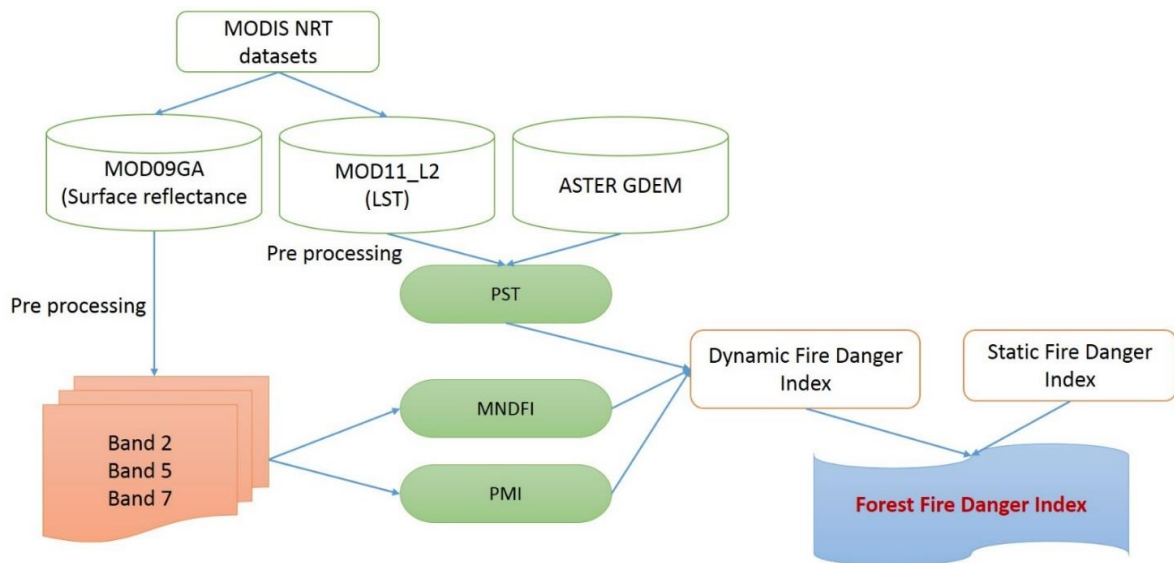 MODIS NRT
datasets
MOD09GA
(Surface reflectance
MOD11_L2
(LST)
ASTER GDEM
Pre processing
Pre processing
PST
Dynamic Fire Danger
Index
Static Fire Danger
Index
MNDFI
Band 2
Band 5
Band 7
PMI
Forest Fire Danger Index